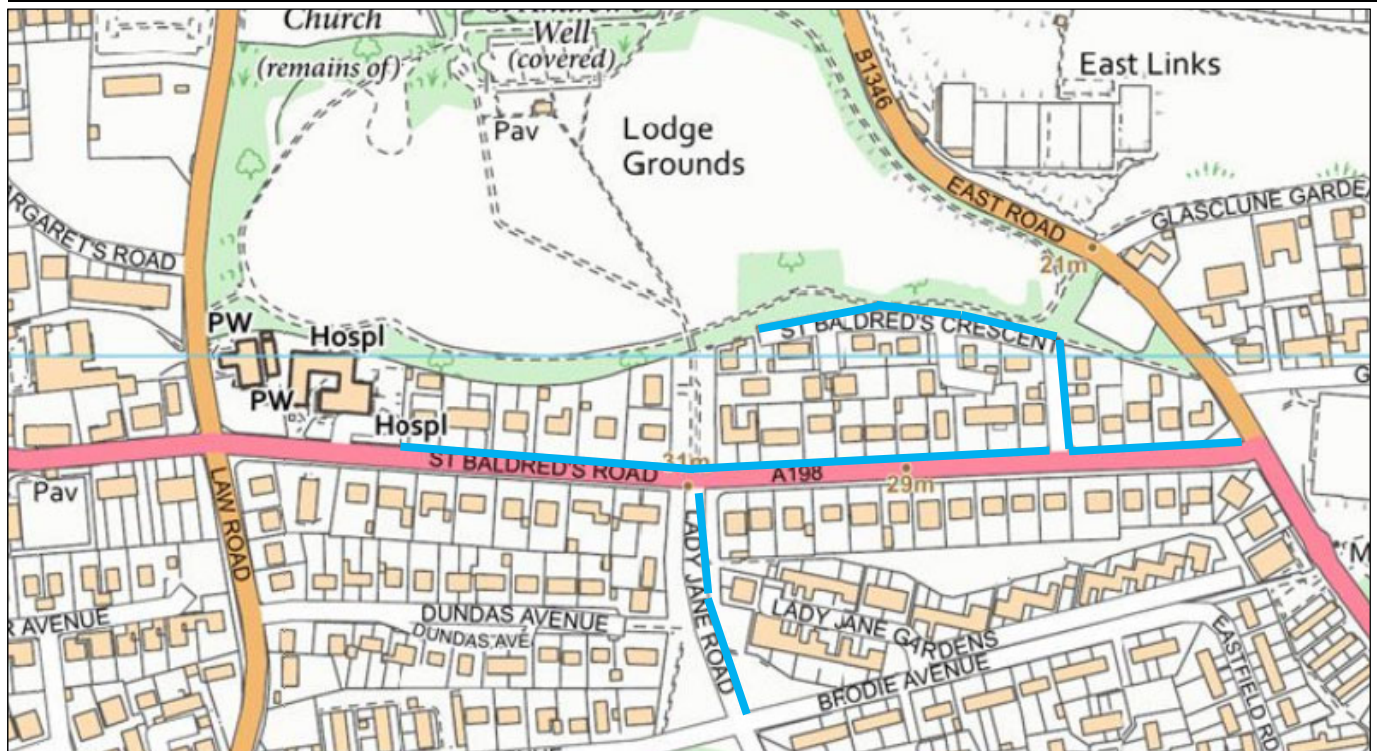 Church
(remains of)
Well
(covered)
Pav
Lodge
Grounds
B1346
East Links
EAST ROAD
GLASCLUNE
21m
MARGARET'S ROAD
PW
Hospl
PW
Hospl
ST BALDRED'S CRESCENT
ST BALDRED'S ROAD
31m
A198
29m
Pav
LAW ROAD
LADY JANE ROAD
AVENUE
DUNDAS AVENUE
DUNDAS AVE
LADY JANE GARDENS
BRODIE AVENUE
EASTFIELD